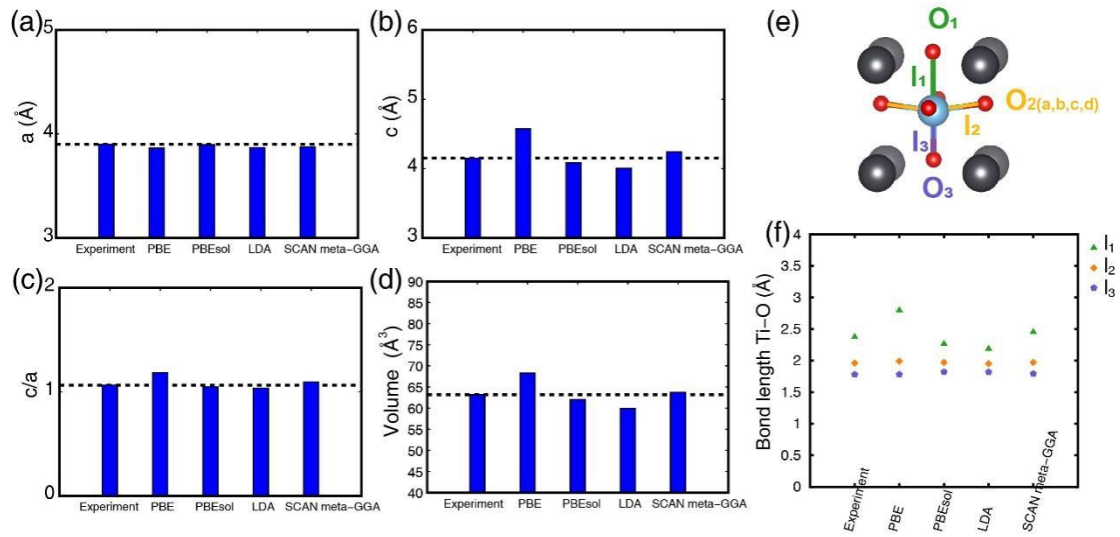 (a)
5
4
3
a (Å)
Experiment PBE PBEsol LDA SCAN meta−GGA
(b)
6
5
4
3
c (Å)
Experiment PBE PBEsol LDA SCAN meta−GGA
(c)
2
1
0
c/a
Experiment PBE PBEsol LDA SCAN meta−GGA
(d)
90
85
80
75
70
65
60
55
50
45
40
Volume (Å³)
Experiment PBE PBEsol LDA SCAN meta−GGA
(e)
O₁
l₁
O₂(a,b,c,d)
l₂
l₃
O₃
(f)
4
3.5
3
2.5
2
1.5
1
0.5
0
Bond length Ti−O (Å)
Experiment
PBE
PBEsol
LDA
SCAN meta−GGA
l₁
l₂
l₃